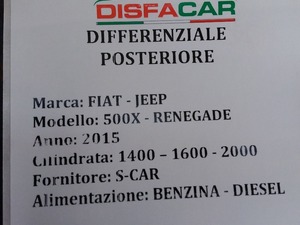 DISFACAR
DIFFERENZIALE
POSTERIORE
Marca: FIAT - JEEP
Modello: 500X - RENEGADE
Anno: 2015
Cilindrata: 1400 – 1600 - 2000
Fornitore: S-CAR
Alimentazione: BENZINA - DIESEL